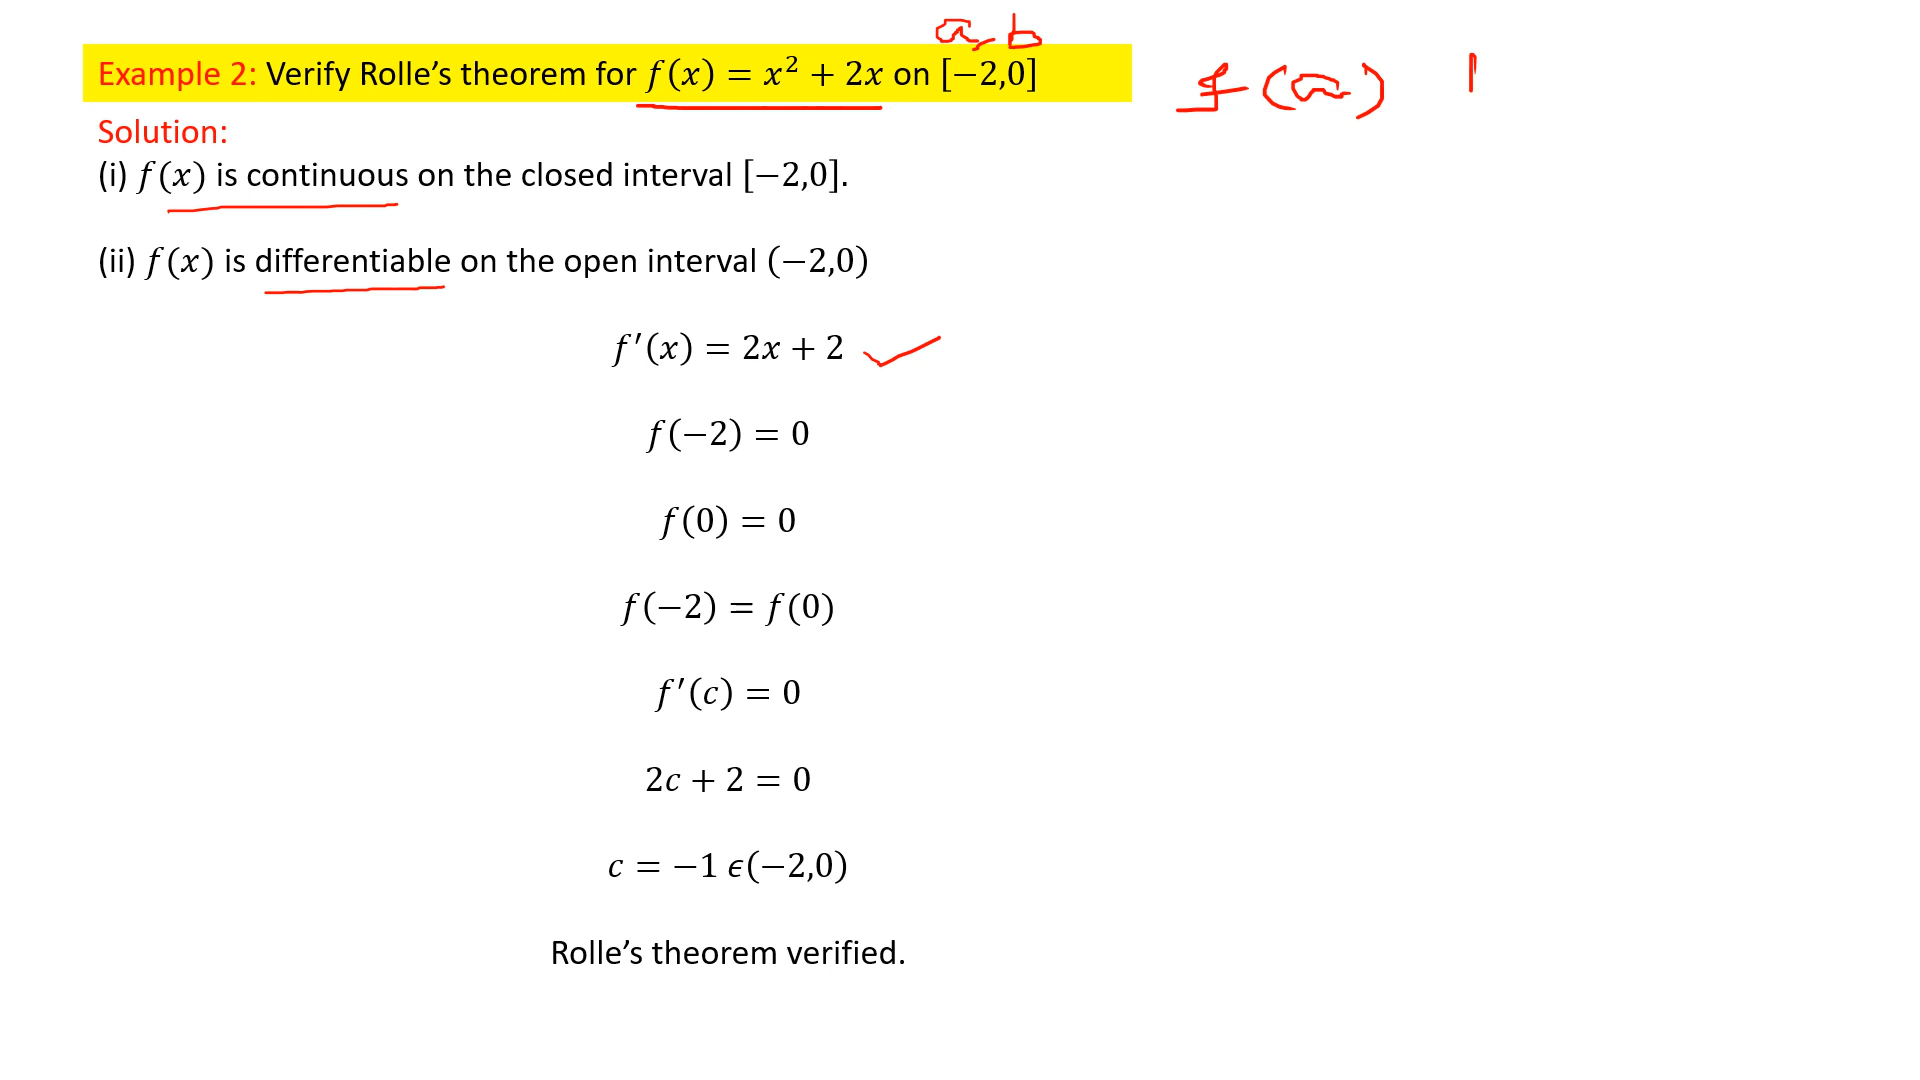 a, b
Example 2: Verify Rolle’s theorem for f(x) = x² + 2x on [−2,0]
f(a)
Solution:
(i) f(x) is continuous on the closed interval [−2,0].
(ii) f(x) is differentiable on the open interval (−2,0)
f′(x) = 2x + 2 ✓
f(−2) = 0
f(0) = 0
f(−2) = f(0)
f′(c) = 0
2c + 2 = 0
c = −1 ϵ(−2,0)
Rolle’s theorem verified.